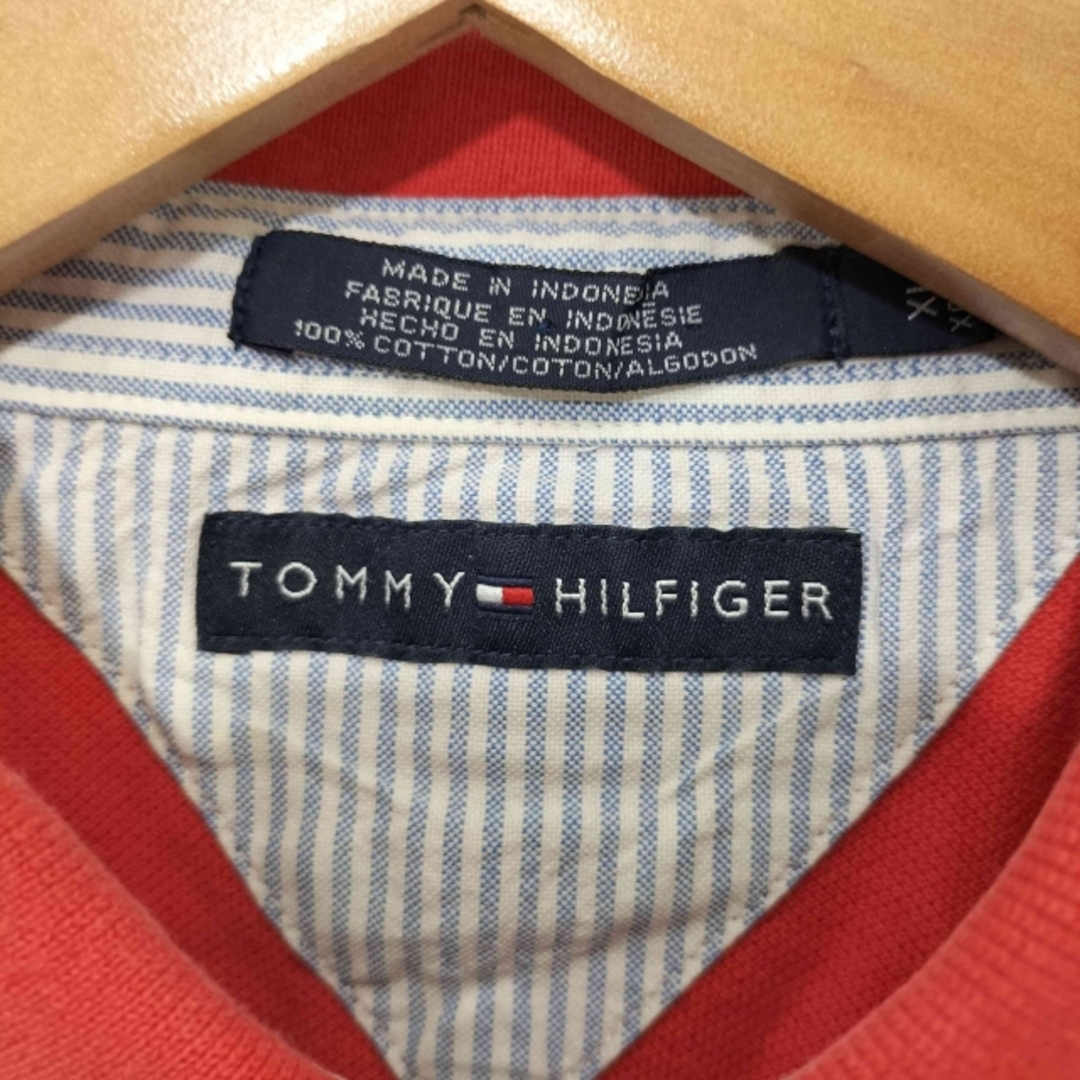 MADE IN INDONESIA
FABRIQUE EN INDONESIE
HECHO EN INDONESIA
100% COTTON/COTON/ALGODON
TOMMY HILFIGER